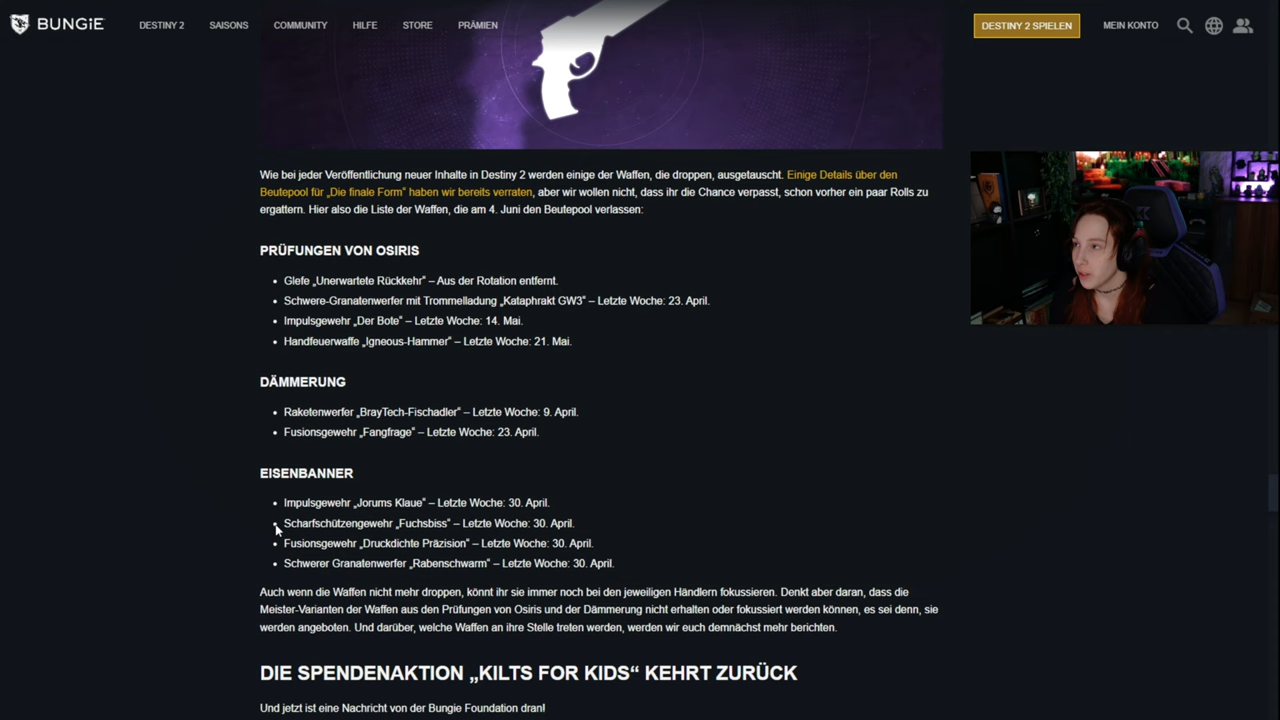 BUNGiE
DESTINY 2
SAISONS
COMMUNITY
HILFE
STORE
PRÄMIEN
DESTINY 2 SPIELEN
MEIN KONTO
Wie bei jeder Veröffentlichung neuer Inhalte in Destiny 2 werden einige der Waffen, die droppen, ausgetauscht. Einige Details über den
Beutepool für „Die finale Form“ haben wir bereits verraten, aber wir wollen nicht, dass ihr die Chance verpasst, schon vorher ein paar Rolls zu
ergattern. Hier also die Liste der Waffen, die am 4. Juni den Beutepool verlassen:
PRÜFUNGEN VON OSIRIS
• Glefe „Unerwartete Rückkehr“ – Aus der Rotation entfernt.
• Schwere-Granatenwerfer mit Trommelladung „Kataphrakt GW3“ – Letzte Woche: 23. April.
• Impulsgewehr „Der Bote“ – Letzte Woche: 14. Mai.
• Handfeuerwaffe „Igneous-Hammer“ – Letzte Woche: 21. Mai.
DÄMMERUNG
• Raketenwerfer „BrayTech-Fischadler“ – Letzte Woche: 9. April.
• Fusionsgewehr „Fangfrage“ – Letzte Woche: 23. April.
EISENBANNER
• Impulsgewehr „Jorums Klaue“ – Letzte Woche: 30. April.
• Scharfschützengewehr „Fuchsbiss“ – Letzte Woche: 30. April.
• Fusionsgewehr „Druckdichte Präzision“ – Letzte Woche: 30. April.
• Schwerer Granatenwerfer „Rabenschwarm“ – Letzte Woche: 30. April.
Auch wenn die Waffen nicht mehr droppen, könnt ihr sie immer noch bei den jeweiligen Händlern fokussieren. Denkt aber daran, dass die
Meister-Varianten der Waffen aus den Prüfungen von Osiris und der Dämmerung nicht erhalten oder fokussiert werden können, es sei denn, sie
werden angeboten. Und darüber, welche Waffen an ihre Stelle treten werden, werden wir euch demnächst mehr berichten.
DIE SPENDENAKTION „KILTS FOR KIDS“ KEHRT ZURÜCK
Und jetzt ist eine Nachricht von der Bungie Foundation dran!